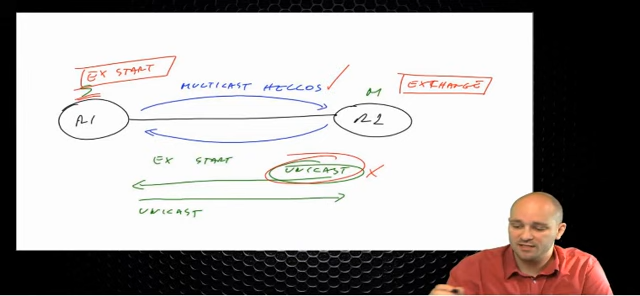 EX START
MULTICAST HELLOS
M
EXCHANGE
R1
R2
EX START
UNICAST
UNICAST